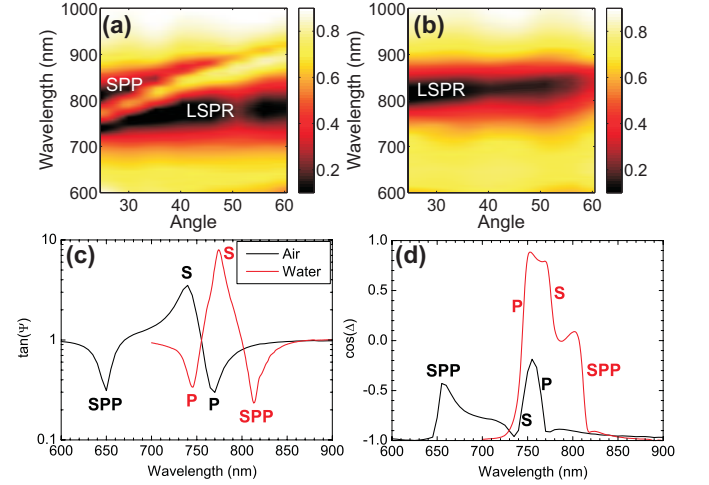 (a)
1000
900
800
700
600
Wavelength (nm)
SPP
LSPR
30
40
50
60
Angle
0.8
0.6
0.4
0.2
(b)
1000
900
800
700
600
Wavelength (nm)
LSPR
30
40
50
60
Angle
0.8
0.6
0.4
0.2
(c)
10
1
0.1
tan(Ψ)
S
S
Air
Water
SPP
P
P
SPP
600 650 700 750 800 850 900
Wavelength (nm)
(d)
1.0
0.5
0.0
-0.5
-1.0
cos(Δ)
P
S
SPP
SPP
P
S
600 650 700 750 800 850 900
Wavelength (nm)